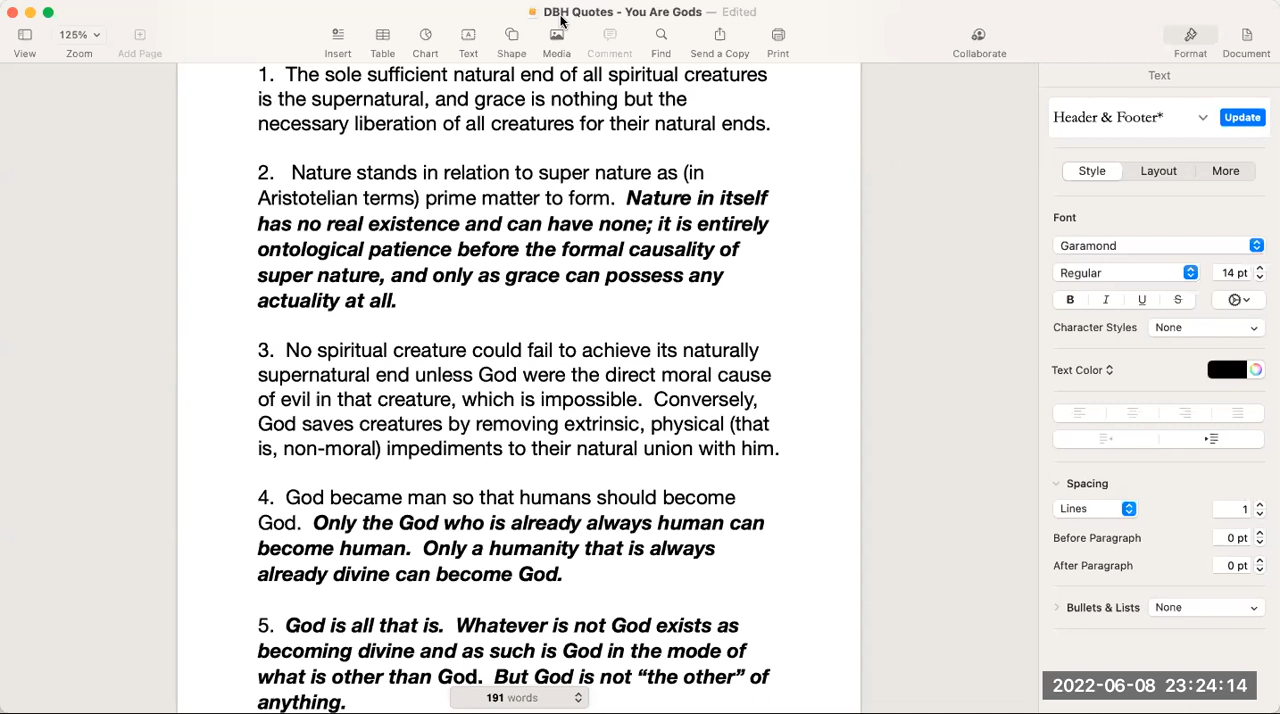 DBH Quotes - You Are Gods — Edited
125%
View Zoom Add Page Insert Table Chart Text Shape Media Comment Find Send a Copy Print Collaborate Format Document
Text
Header & Footer*
Update
Style Layout More
Font
Garamond
Regular
14 pt
B I U S
Character Styles
None
Text Color
Spacing
Lines
1
Before Paragraph
0 pt
After Paragraph
0 pt
Bullets & Lists
None
1. The sole sufficient natural end of all spiritual creatures
is the supernatural, and grace is nothing but the
necessary liberation of all creatures for their natural ends.
2. Nature stands in relation to super nature as (in
Aristotelian terms) prime matter to form. Nature in itself
has no real existence and can have none; it is entirely
ontological patience before the formal causality of
super nature, and only as grace can possess any
actuality at all.
3. No spiritual creature could fail to achieve its naturally
supernatural end unless God were the direct moral cause
of evil in that creature, which is impossible. Conversely,
God saves creatures by removing extrinsic, physical (that
is, non-moral) impediments to their natural union with him.
4. God became man so that humans should become
God. Only the God who is already always human can
become human. Only a humanity that is always
already divine can become God.
5. God is all that is. Whatever is not God exists as
becoming divine and as such is God in the mode of
what is other than God. But God is not “the other” of
anything.
191 words
2022-06-08 23:24:14